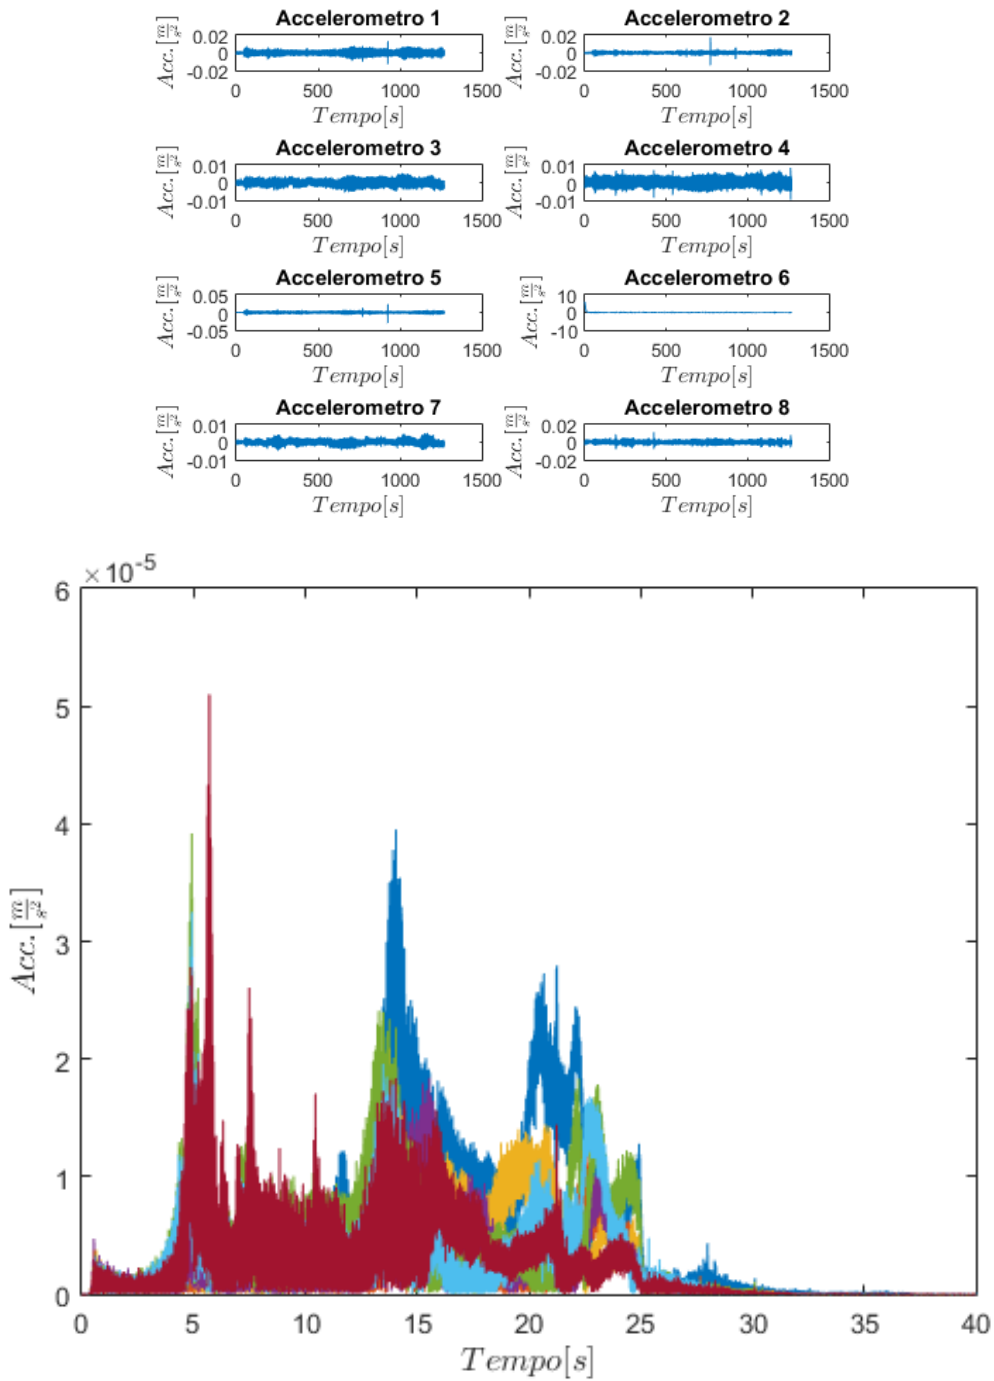 Accelerometro 1
Acc.[m/s²]
0.02
0
-0.02
0 500 1000 1500
Tempo[s]
Accelerometro 2
Acc.[m/s²]
0.02
0
-0.02
0 500 1000 1500
Tempo[s]
Accelerometro 3
Acc.[m/s²]
0.01
0
-0.01
0 500 1000 1500
Tempo[s]
Accelerometro 4
Acc.[m/s²]
0.01
0
-0.01
0 500 1000 1500
Tempo[s]
Accelerometro 5
Acc.[m/s²]
0.05
0
-0.05
0 500 1000 1500
Tempo[s]
Accelerometro 6
Acc.[m/s²]
10
0
-10
0 500 1000 1500
Tempo[s]
Accelerometro 7
Acc.[m/s²]
0.01
0
-0.01
0 500 1000 1500
Tempo[s]
Accelerometro 8
Acc.[m/s²]
0.02
0
-0.02
0 500 1000 1500
Tempo[s]
×10⁻⁵
6
5
4
3
2
1
0
Acc.[m/s²]
0 5 10 15 20 25 30 35 40
Tempo[s]